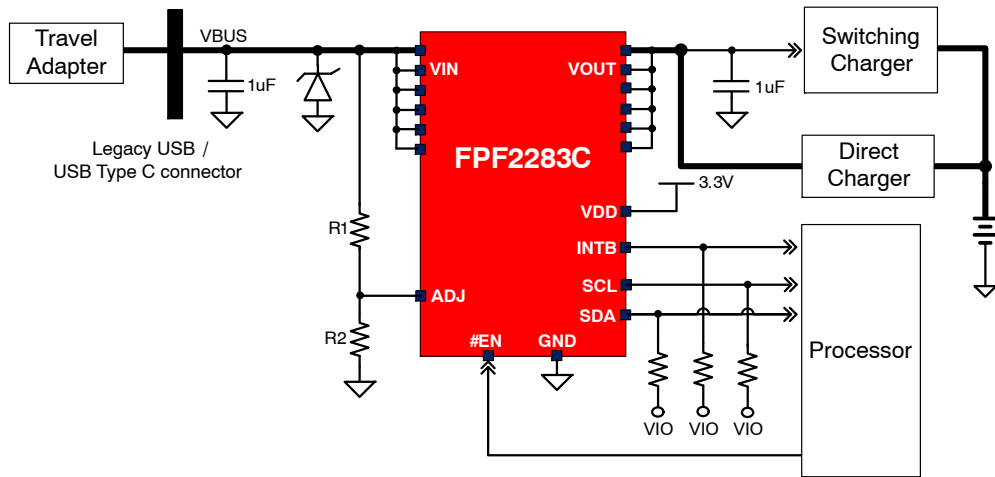 Travel
Adapter
VBUS
1uF
Legacy USB /
USB Type C connector
R1
R2
VIN
VOUT
FPF2283C
VDD
INTB
SCL
SDA
ADJ
#EN
GND
3.3V
1uF
Switching
Charger
Direct
Charger
Processor
VIO
VIO
VIO